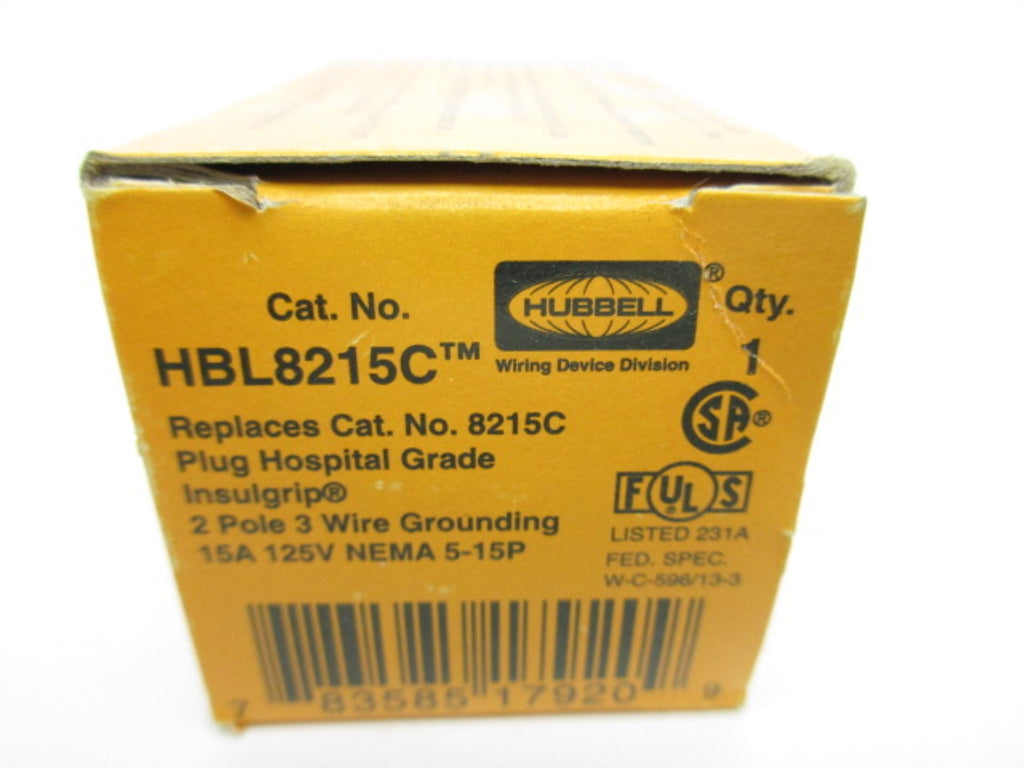 Cat. No.
HBL8215C™
HUBBELL®
Wiring Device Division
Qty.
1
Replaces Cat. No. 8215C
Plug Hospital Grade
Insulgrip®
2 Pole 3 Wire Grounding
15A 125V NEMA 5-15P
SA®
F UL S
LISTED 231A
FED. SPEC.
W-C-596/13-3
7 83585 17920 9